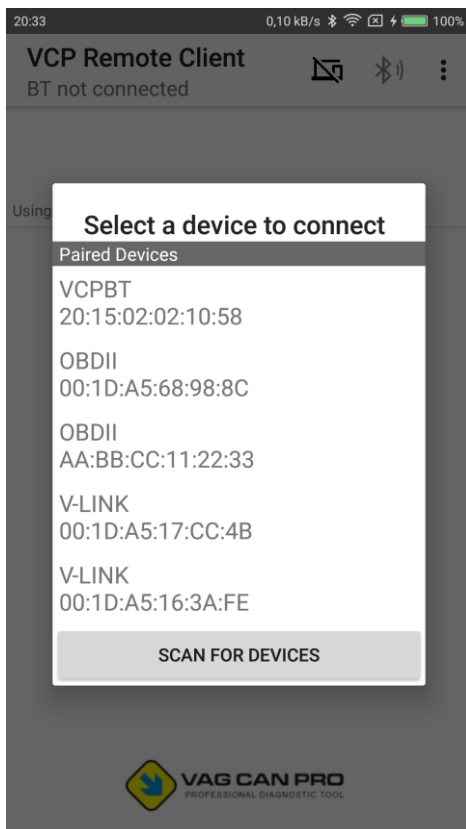 20:33 0,10 kB/s 100%
VCP Remote Client
BT not connected
Using
Select a device to connect
Paired Devices
VCPBT
20:15:02:02:10:58
OBDII
00:1D:A5:68:98:8C
OBDII
AA:BB:CC:11:22:33
V-LINK
00:1D:A5:17:CC:4B
V-LINK
00:1D:A5:16:3A:FE
SCAN FOR DEVICES
VAG CAN PRO
PROFESSIONAL DIAGNOSTIC TOOL